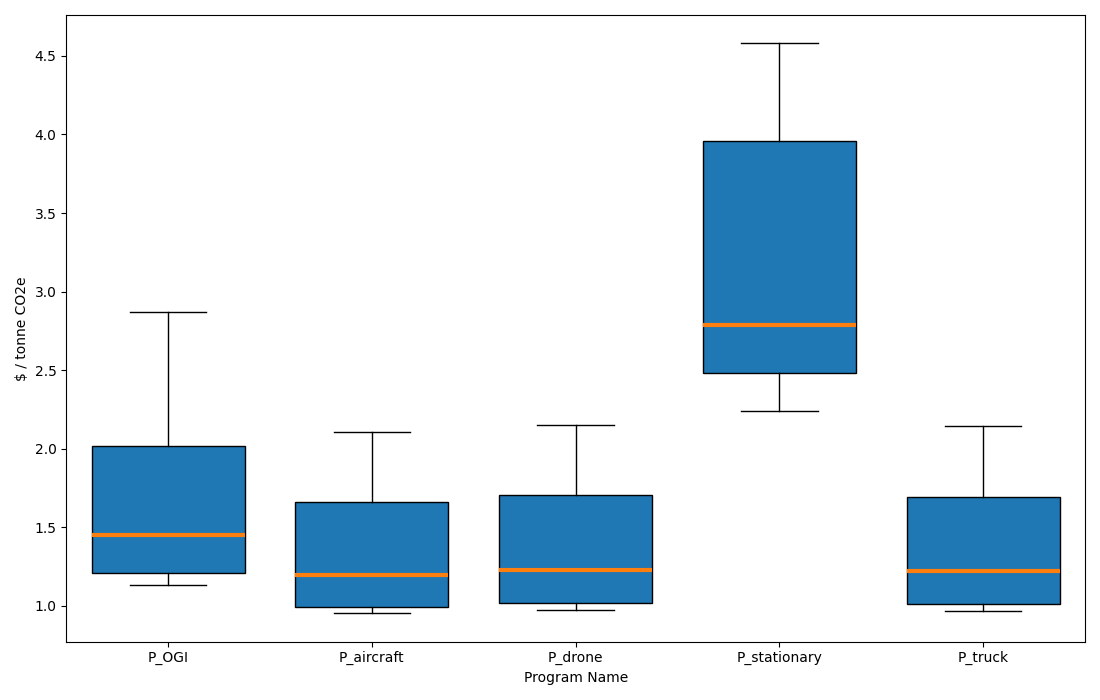 $ / tonne CO2e
4.5
4.0
3.5
3.0
2.5
2.0
1.5
1.0
P_OGI P_aircraft P_drone P_stationary P_truck
Program Name